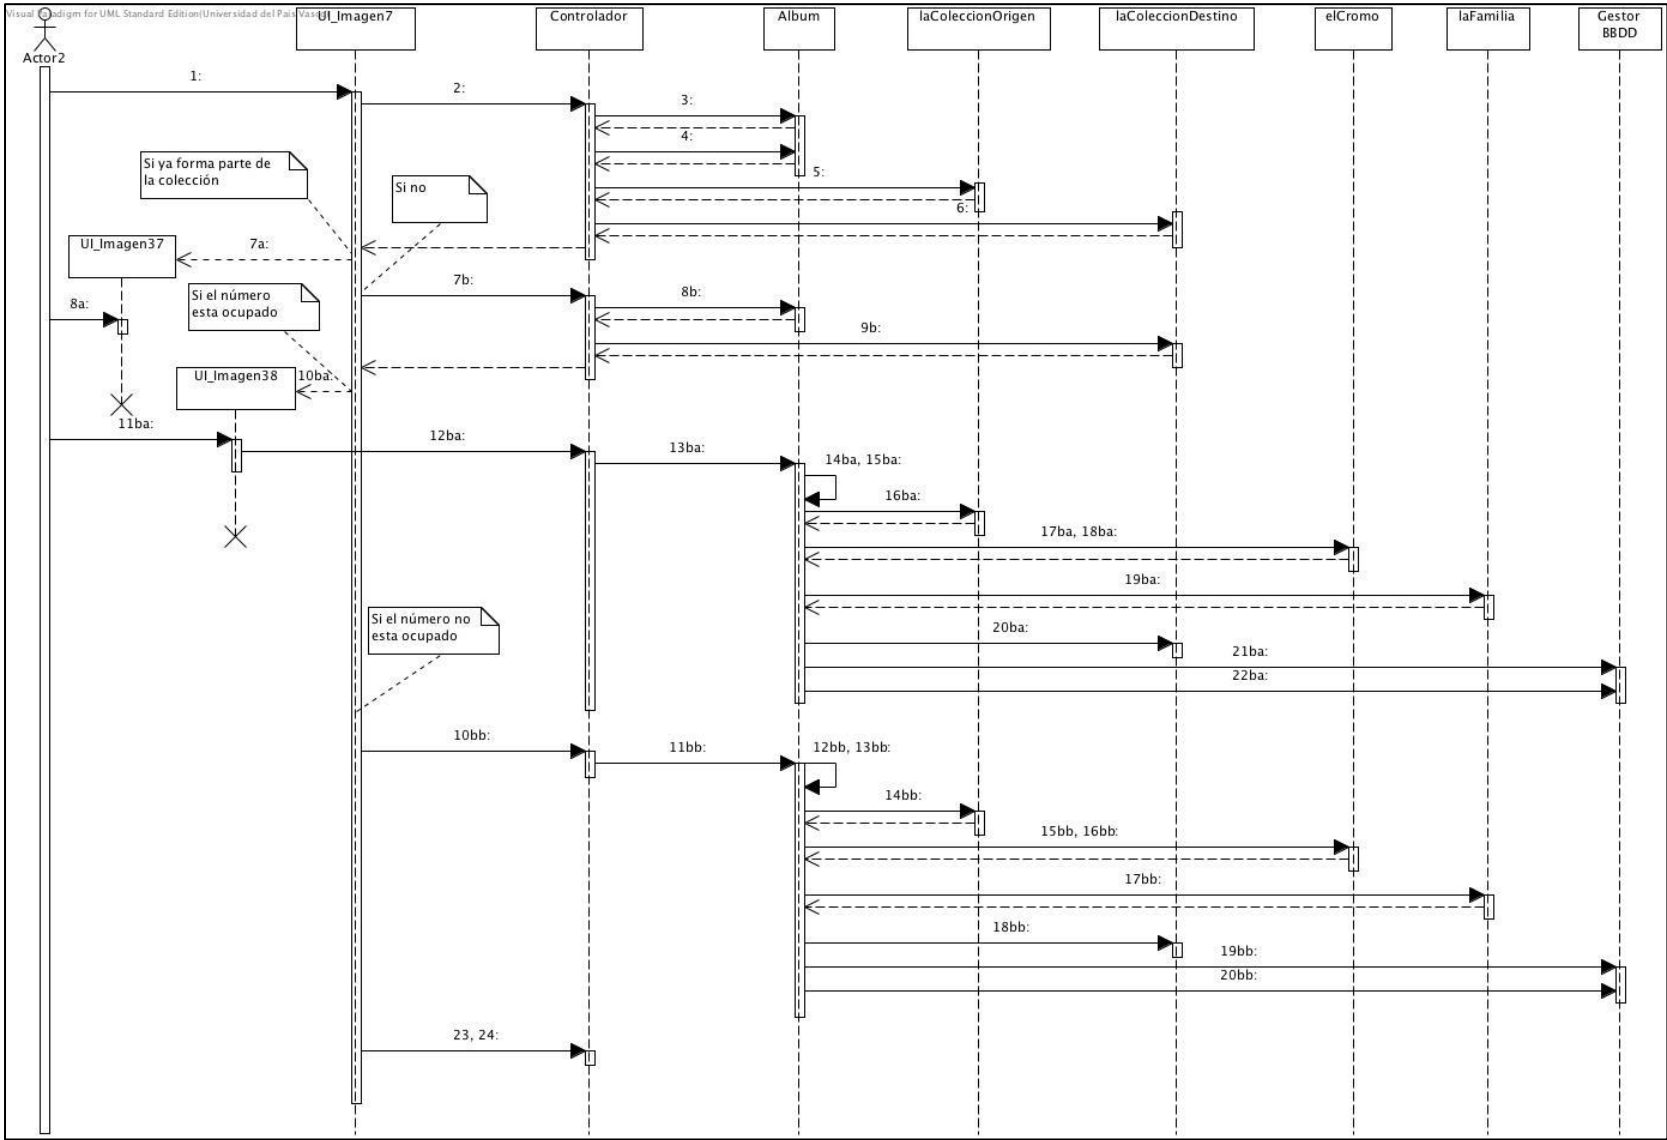 Visual Paradigm for UML Standard Edition(Universidad del Pais Vasco)
UI_Imagen7
Controlador
Album
laColeccionOrigen
laColeccionDestino
elCromo
laFamilia
Gestor
BBDD
Actor2
1:
2:
3:
4:
5:
6:
Si ya forma parte de
la colección
Si no
UI_Imagen37
7a:
7b:
8a:
8b:
Si el número
esta ocupado
9b:
UI_Imagen38
10ba:
11ba:
12ba:
13ba:
14ba, 15ba:
16ba:
17ba, 18ba:
19ba:
Si el número no
esta ocupado
20ba:
21ba:
22ba:
10bb:
11bb:
12bb, 13bb:
14bb:
15bb, 16bb:
17bb:
18bb:
19bb:
20bb:
23, 24: